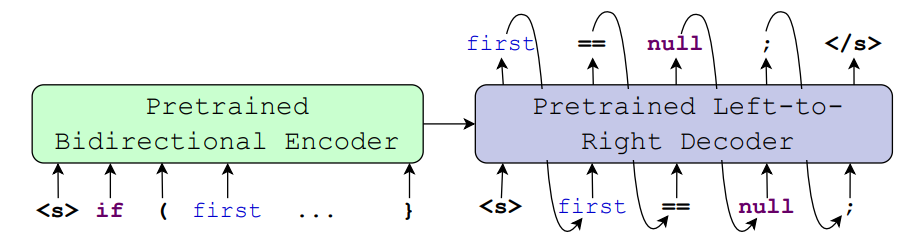 first == null ; </s>
Pretrained
Bidirectional Encoder
Pretrained Left-to-
Right Decoder
<s> if ( first ... }
<s> first == null ;